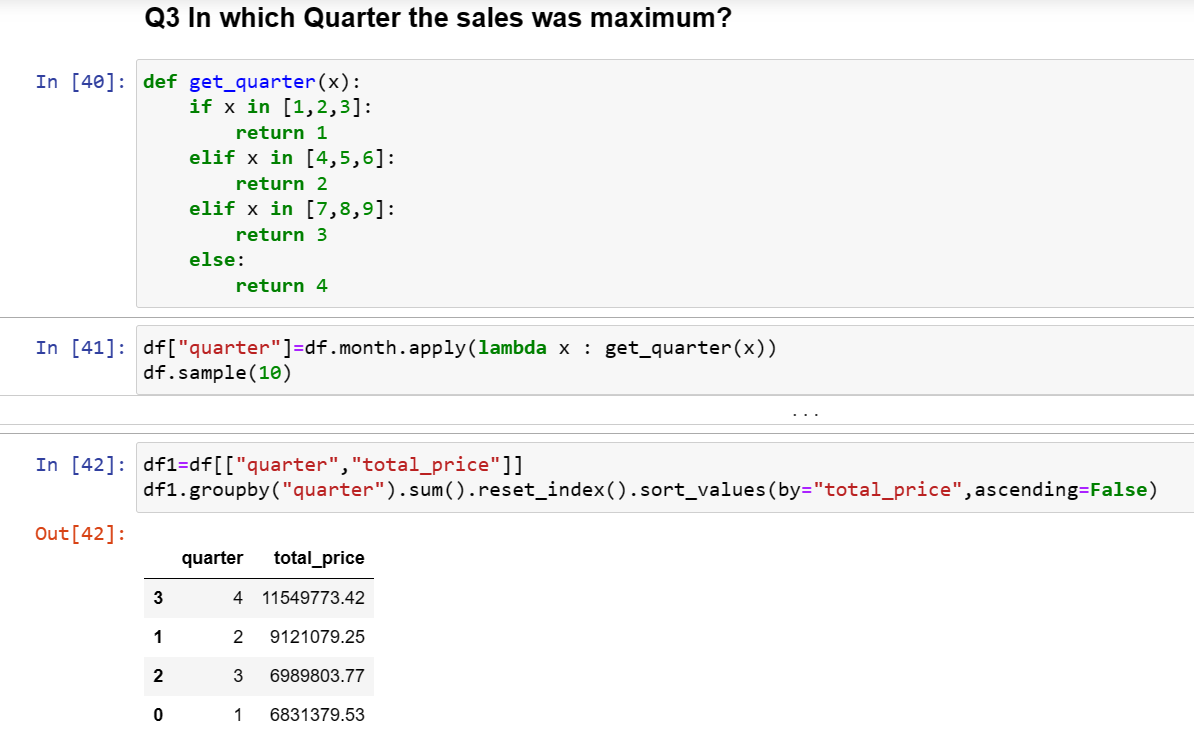 Q3 In which Quarter the sales was maximum?
In [40]: def get_quarter(x):
    if x in [1,2,3]:
        return 1
    elif x in [4,5,6]:
        return 2
    elif x in [7,8,9]:
        return 3
    else:
        return 4
In [41]: df["quarter"]=df.month.apply(lambda x : get_quarter(x))
df.sample(10)
...
In [42]: df1=df[["quarter","total_price"]]
df1.groupby("quarter").sum().reset_index().sort_values(by="total_price",ascending=False)
Out[42]:
quarter total_price
3 4 11549773.42
1 2 9121079.25
2 3 6989803.77
0 1 6831379.53